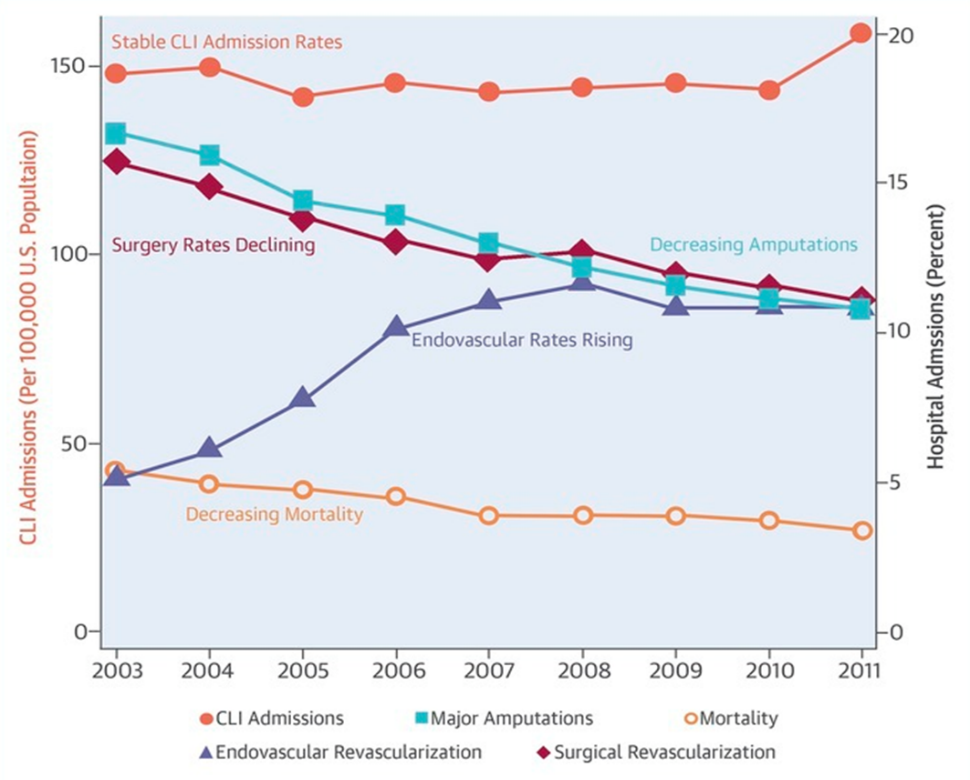 Stable CLI Admission Rates
150
20
15
100
Surgery Rates Declining
Decreasing Amputations
Endovascular Rates Rising
10
50
5
Decreasing Mortality
0
0
CLI Admissions (Per 100,000 U.S. Popultaion)
Hospital Admssions (Percent)
2003 2004 2005 2006 2007 2008 2009 2010 2011
CLI Admissions Major Amputations Mortality
Endovascular Revascularization Surgical Revascularization